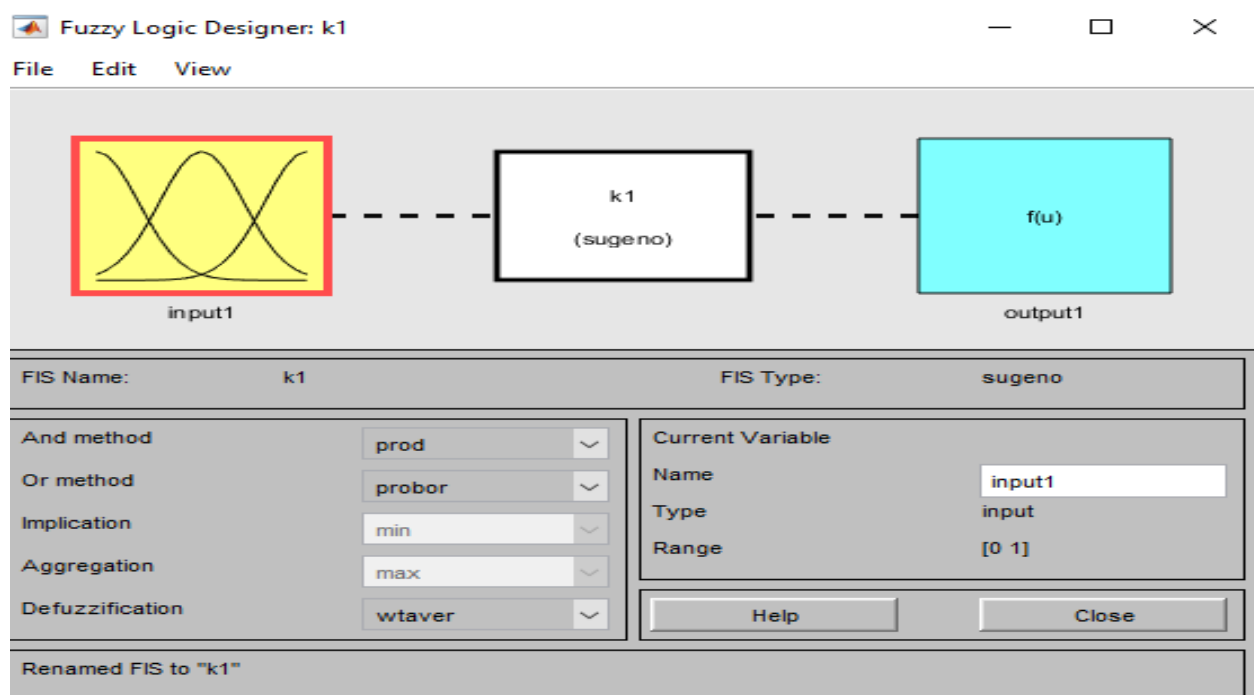 Fuzzy Logic Designer: k1
File Edit View
k1
(sugeno)
f(u)
input1
output1
FIS Name: k1 FIS Type: sugeno
And method prod
Or method probor
Implication min
Aggregation max
Defuzzification wtaver
Current Variable
Name input1
Type input
Range [0 1]
Help Close
Renamed FIS to "k1"